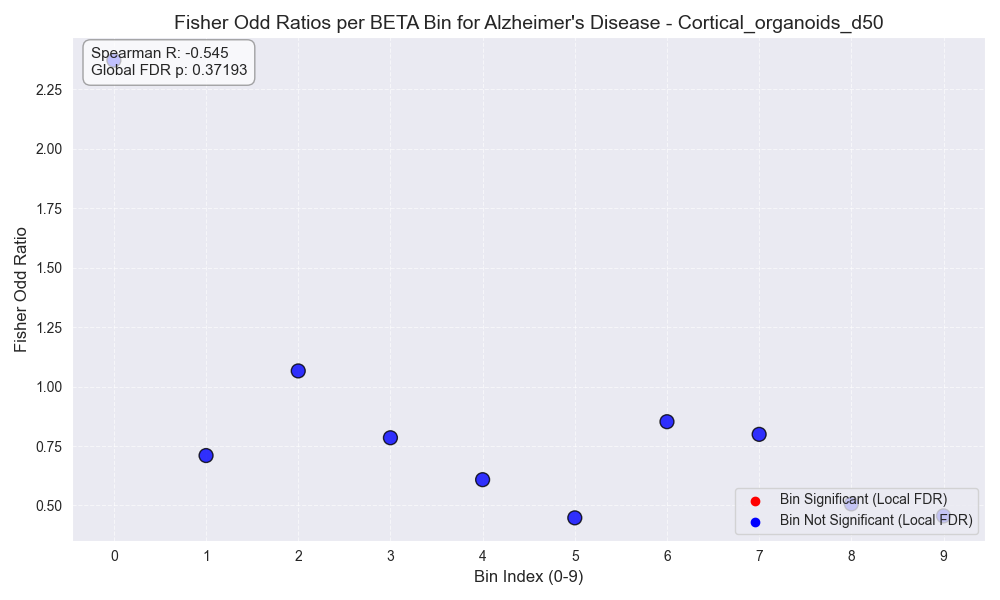 Fisher Odd Ratios per BETA Bin for Alzheimer's Disease - Cortical_organoids_d50
Spearman R: -0.545
Global FDR p: 0.37193
Fisher Odd Ratio
2.25
2.00
1.75
1.50
1.25
1.00
0.75
0.50
Bin Significant (Local FDR)
Bin Not Significant (Local FDR)
0 1 2 3 4 5 6 7 8 9
Bin Index (0-9)